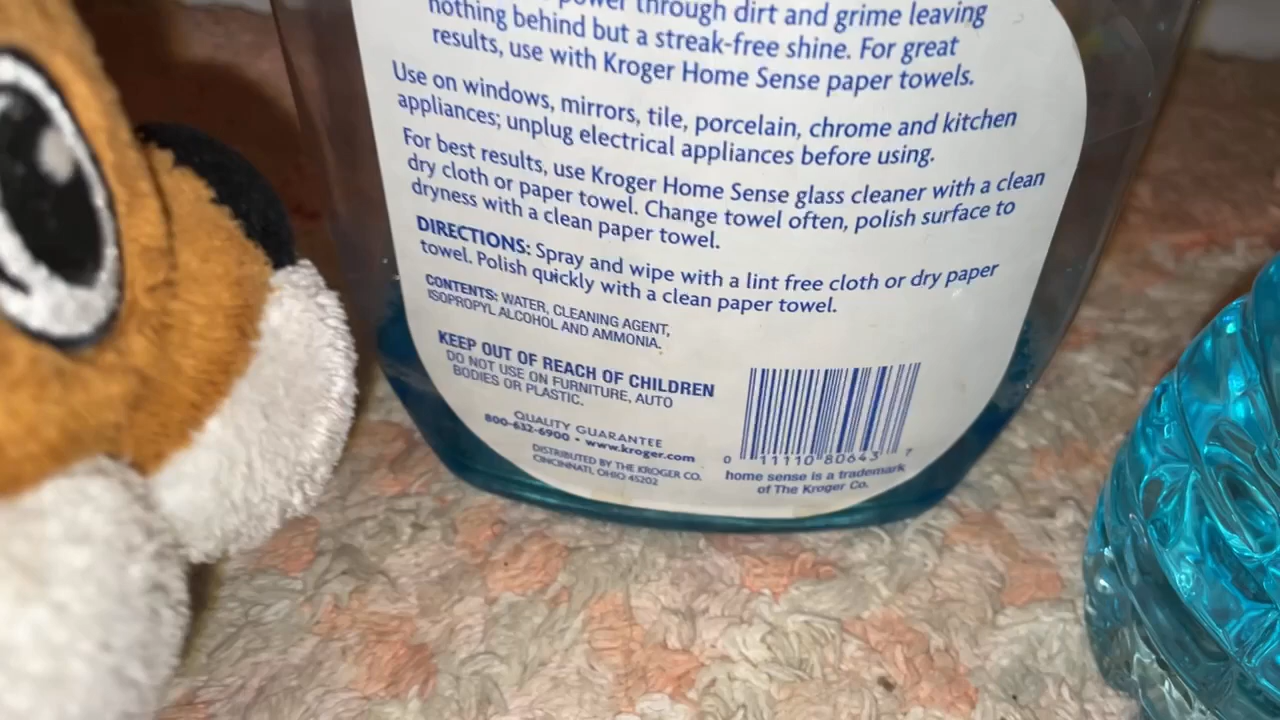 power through dirt and grime leaving
nothing behind but a streak-free shine. For great
results, use with Kroger Home Sense paper towels.
Use on windows, mirrors, tile, porcelain, chrome and kitchen
appliances; unplug electrical appliances before using.
For best results, use Kroger Home Sense glass cleaner with a clean
dry cloth or paper towel. Change towel often, polish surface to
dryness with a clean paper towel.
DIRECTIONS: Spray and wipe with a lint free cloth or dry paper
towel. Polish quickly with a clean paper towel.
CONTENTS: WATER, CLEANING AGENT,
ISOPROPYL ALCOHOL AND AMMONIA.
KEEP OUT OF REACH OF CHILDREN
DO NOT USE ON FURNITURE, AUTO
BODIES OR PLASTIC.
QUALITY GUARANTEE
800-632-6900 • www.kroger.com
DISTRIBUTED BY THE KROGER CO.
CINCINNATI, OHIO 45202
0 11110 80643 7
home sense is a trademark
of The Kroger Co.